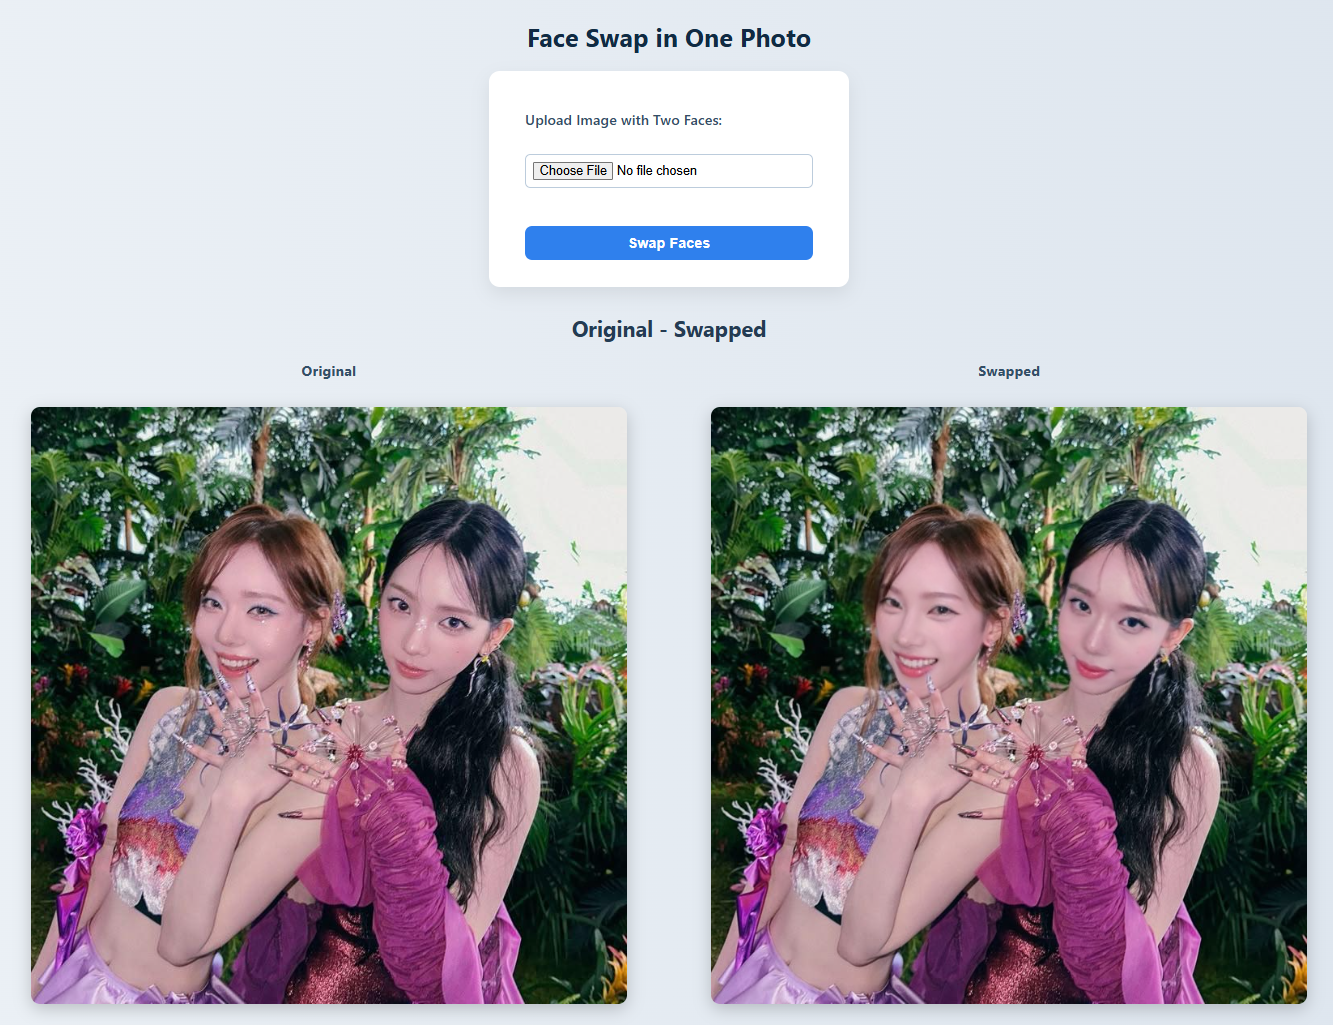 Face Swap in One Photo
Upload Image with Two Faces:
Choose File No file chosen
Swap Faces
Original - Swapped
Original
Swapped